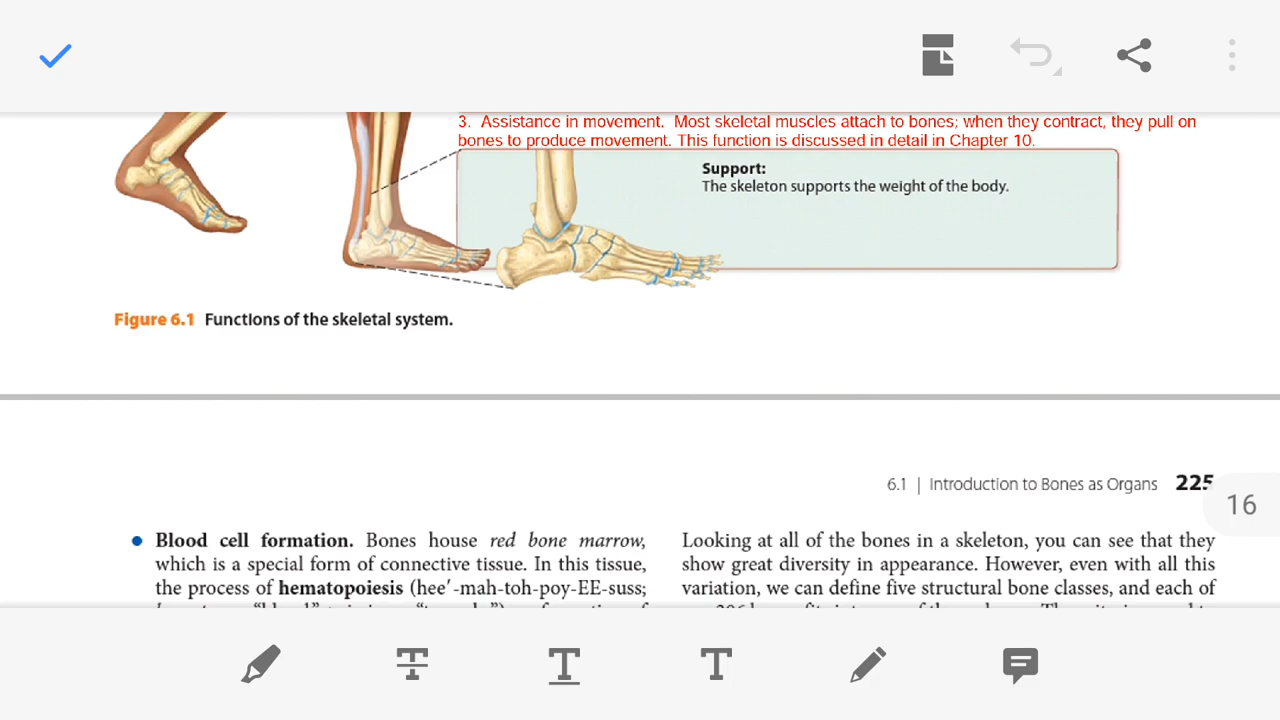 3. Assistance in movement. Most skeletal muscles attach to bones; when they contract, they pull on
bones to produce movement. This function is discussed in detail in Chapter 10.
Support:
The skeleton supports the weight of the body.
Figure 6.1 Functions of the skeletal system.
6.1 | Introduction to Bones as Organs 225
16
• Blood cell formation. Bones house red bone marrow,
which is a special form of connective tissue. In this tissue,
the process of hematopoiesis (hee′-mah-toh-poy-EE-suss;
Looking at all of the bones in a skeleton, you can see that they
show great diversity in appearance. However, even with all this
variation, we can define five structural bone classes, and each of